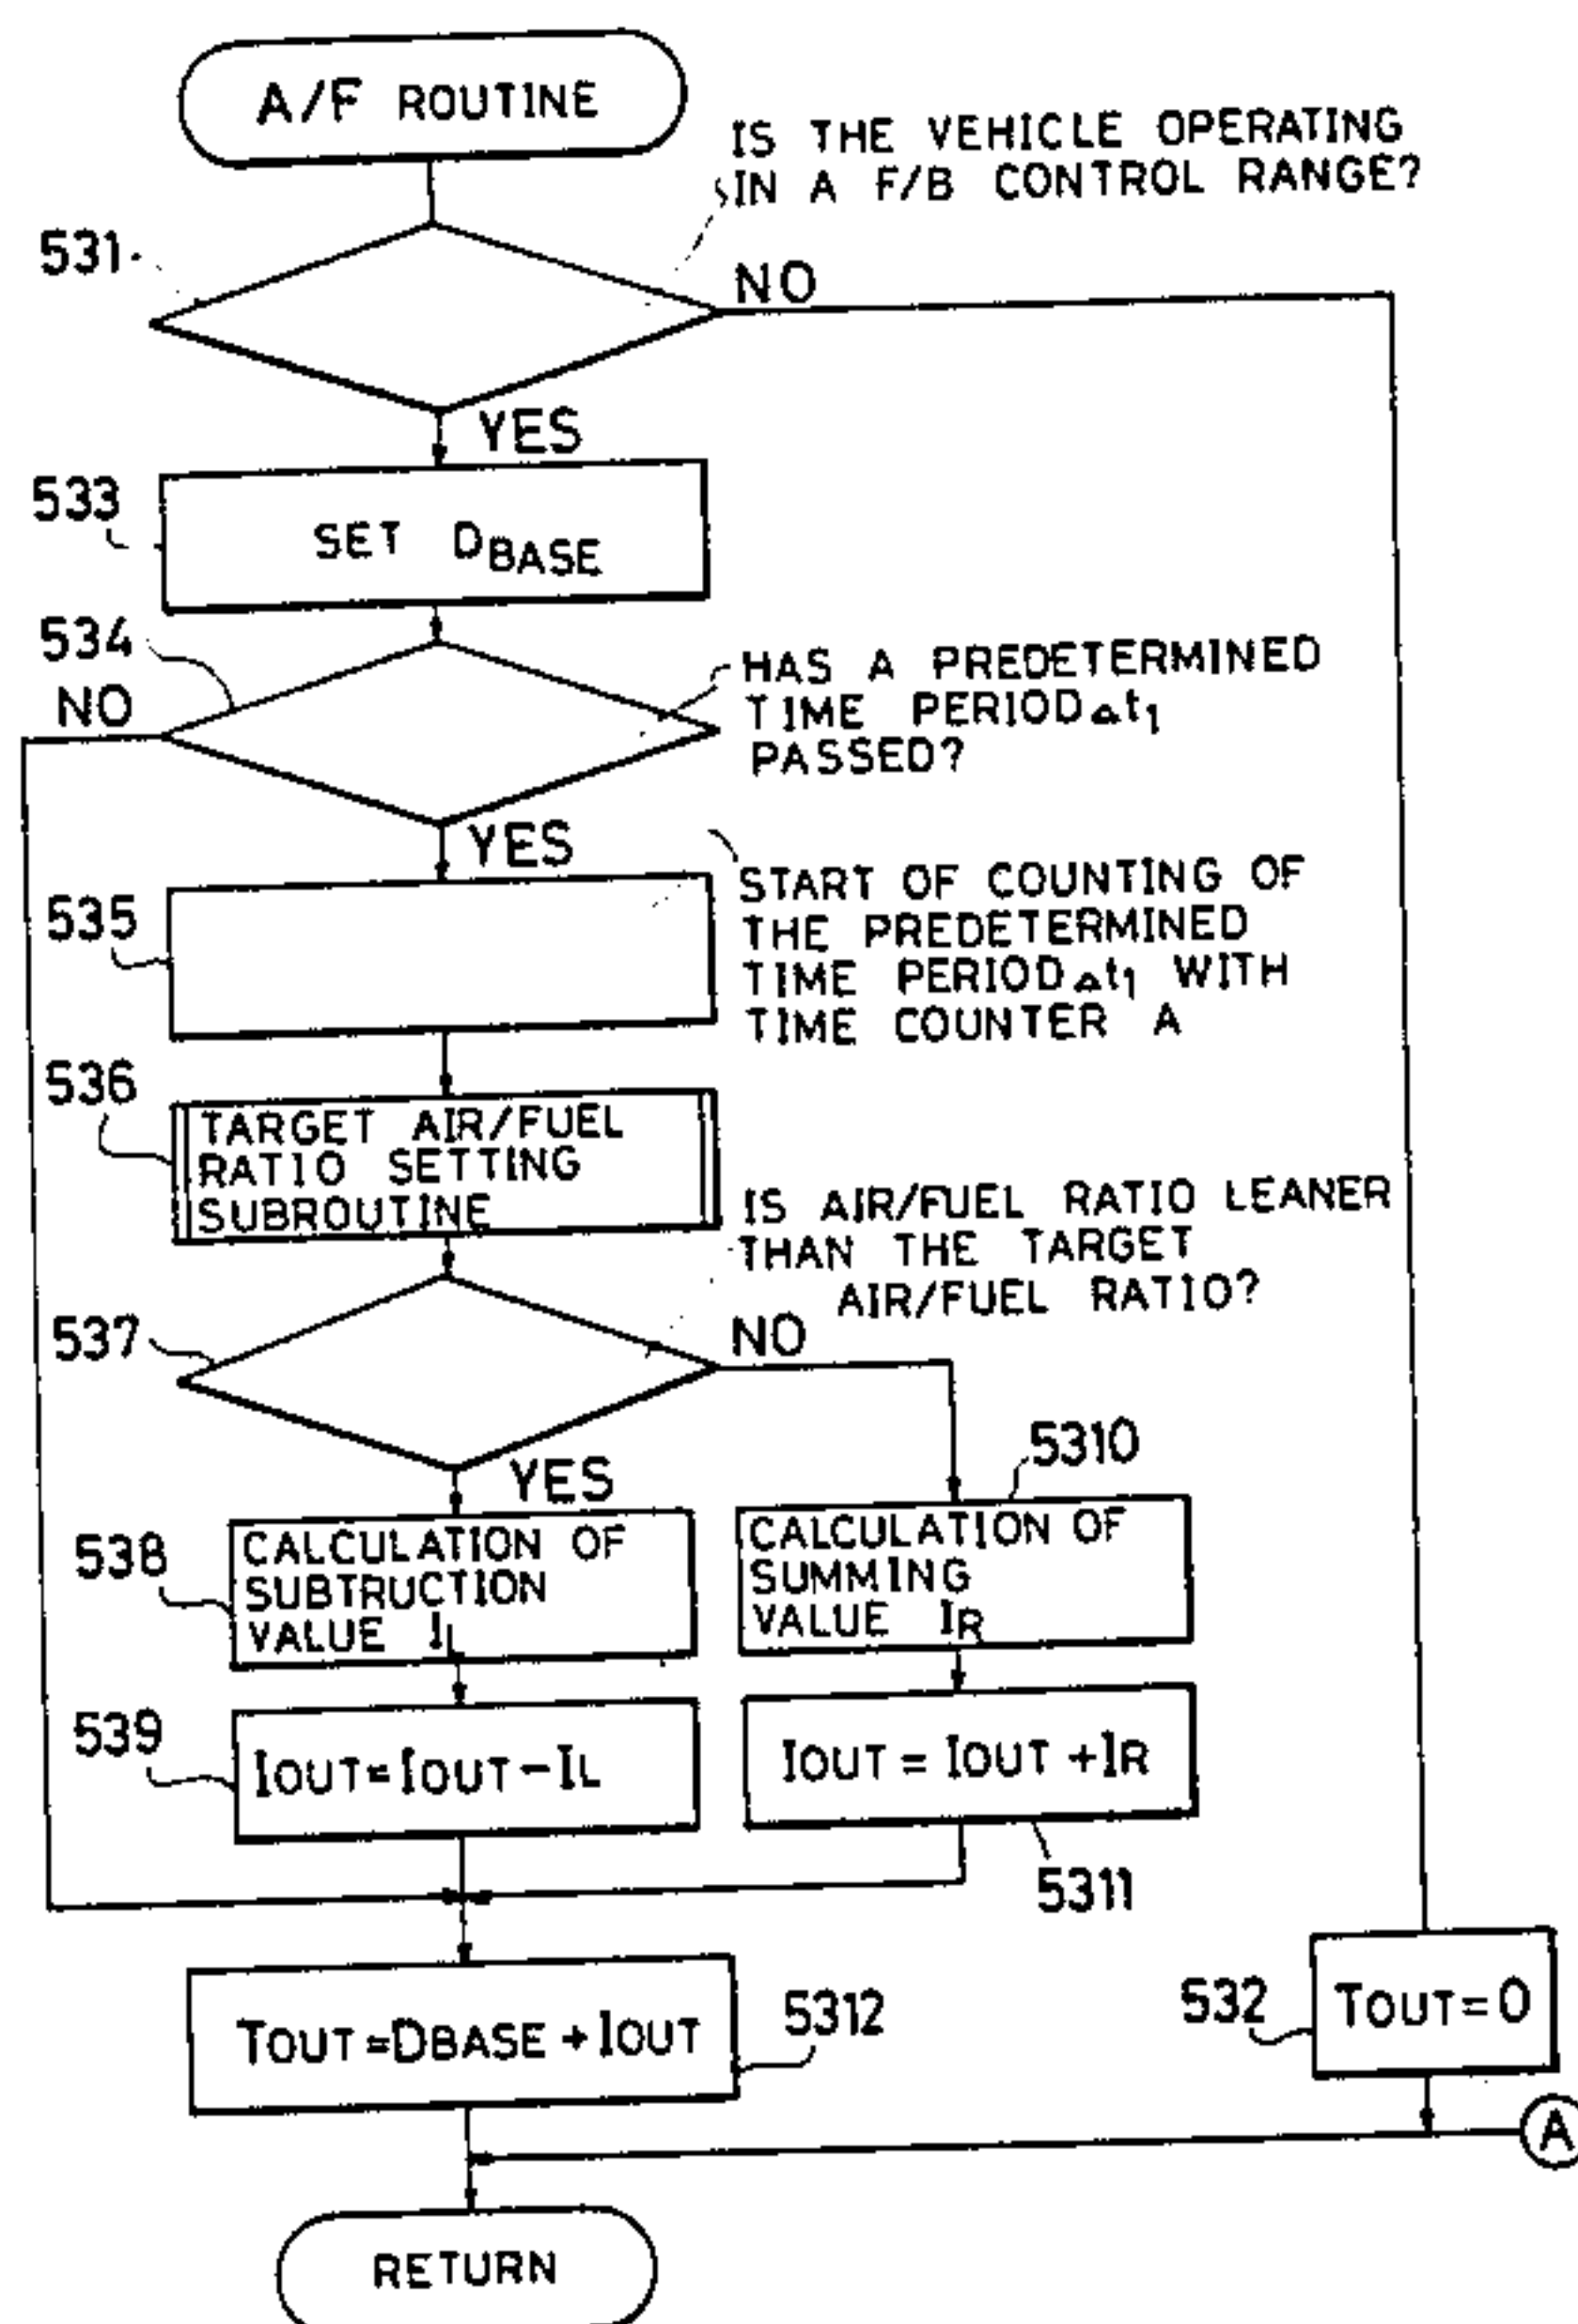 A/F ROUTINE
IS THE VEHICLE OPERATING
IN A F/B CONTROL RANGE?
531
NO
YES
533
SET DBASE
534
NO
HAS A PREDETERMINED
TIME PERIOD△t1
PASSED?
YES
535
START OF COUNTING OF
THE PREDETERMINED
TIME PERIOD△t1 WITH
TIME COUNTER A
536
TARGET AIR/FUEL
RATIO SETTING
SUBROUTINE
IS AIR/FUEL RATIO LEANER
THAN THE TARGET
AIR/FUEL RATIO?
537
NO
YES
5310
538
CALCULATION OF
SUBTRUCTION
VALUE IL
CALCULATION OF
SUMMING
VALUE IR
539
IOUT=IOUT-IL
IOUT = IOUT +IR
5311
TOUT=DBASE+IOUT
5312
532
TOUT=0
A
RETURN